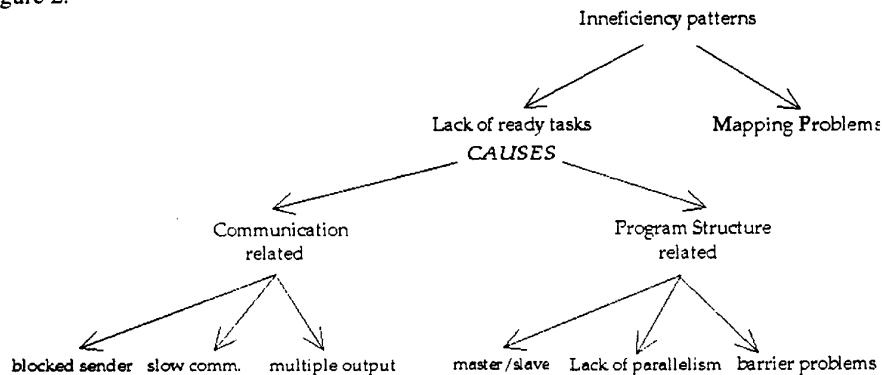 gure 2.
Inneficiency patterns
Lack of ready tasks
Mapping Problems
CAUSES
Communication
related
Program Structure
related
blocked sender slow comm. multiple output master/slave Lack of parallelism barrier problems